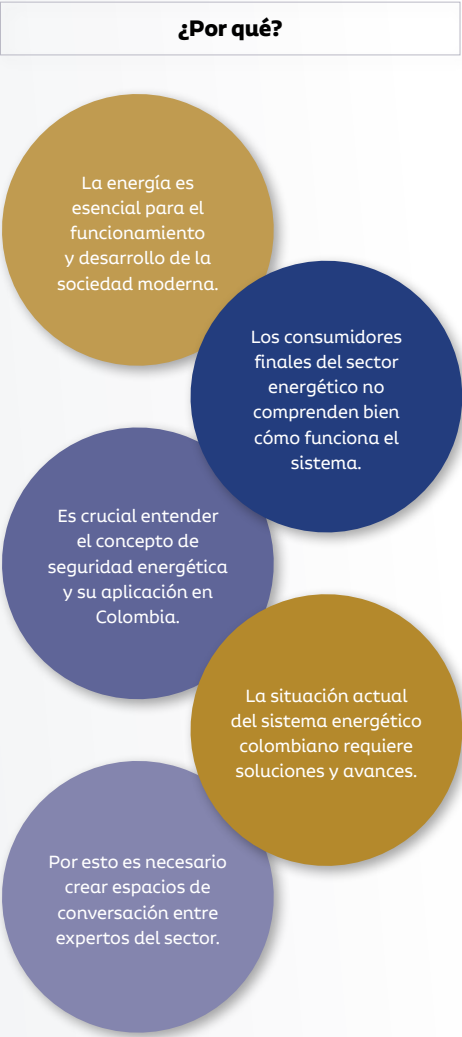 ¿Por qué?
La energía es
esencial para el
funcionamiento
y desarrollo de la
sociedad moderna.
Los consumidores
finales del sector
energético no
comprenden bien
cómo funciona el
sistema.
Es crucial entender
el concepto de
seguridad energética
y su aplicación en
Colombia.
La situación actual
del sistema energético
colombiano requiere
soluciones y avances.
Por esto es necesario
crear espacios de
conversación entre
expertos del sector.